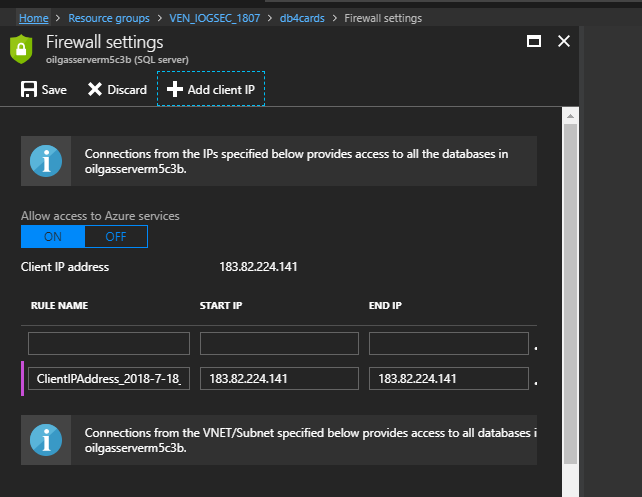 Home > Resource groups > VEN_IOGSEC_1807 > db4cards > Firewall settings
Firewall settings
oilgasserverm5c3b (SQL server)
Save Discard Add client IP
Connections from the IPs specified below provides access to all the databases in
oilgasserverm5c3b.
Allow access to Azure services
ON OFF
Client IP address 183.82.224.141
RULE NAME START IP END IP
ClientIPAddress_2018-7-18_ 183.82.224.141 183.82.224.141
Connections from the VNET/Subnet specified below provides access to all databases i
oilgasserverm5c3b.